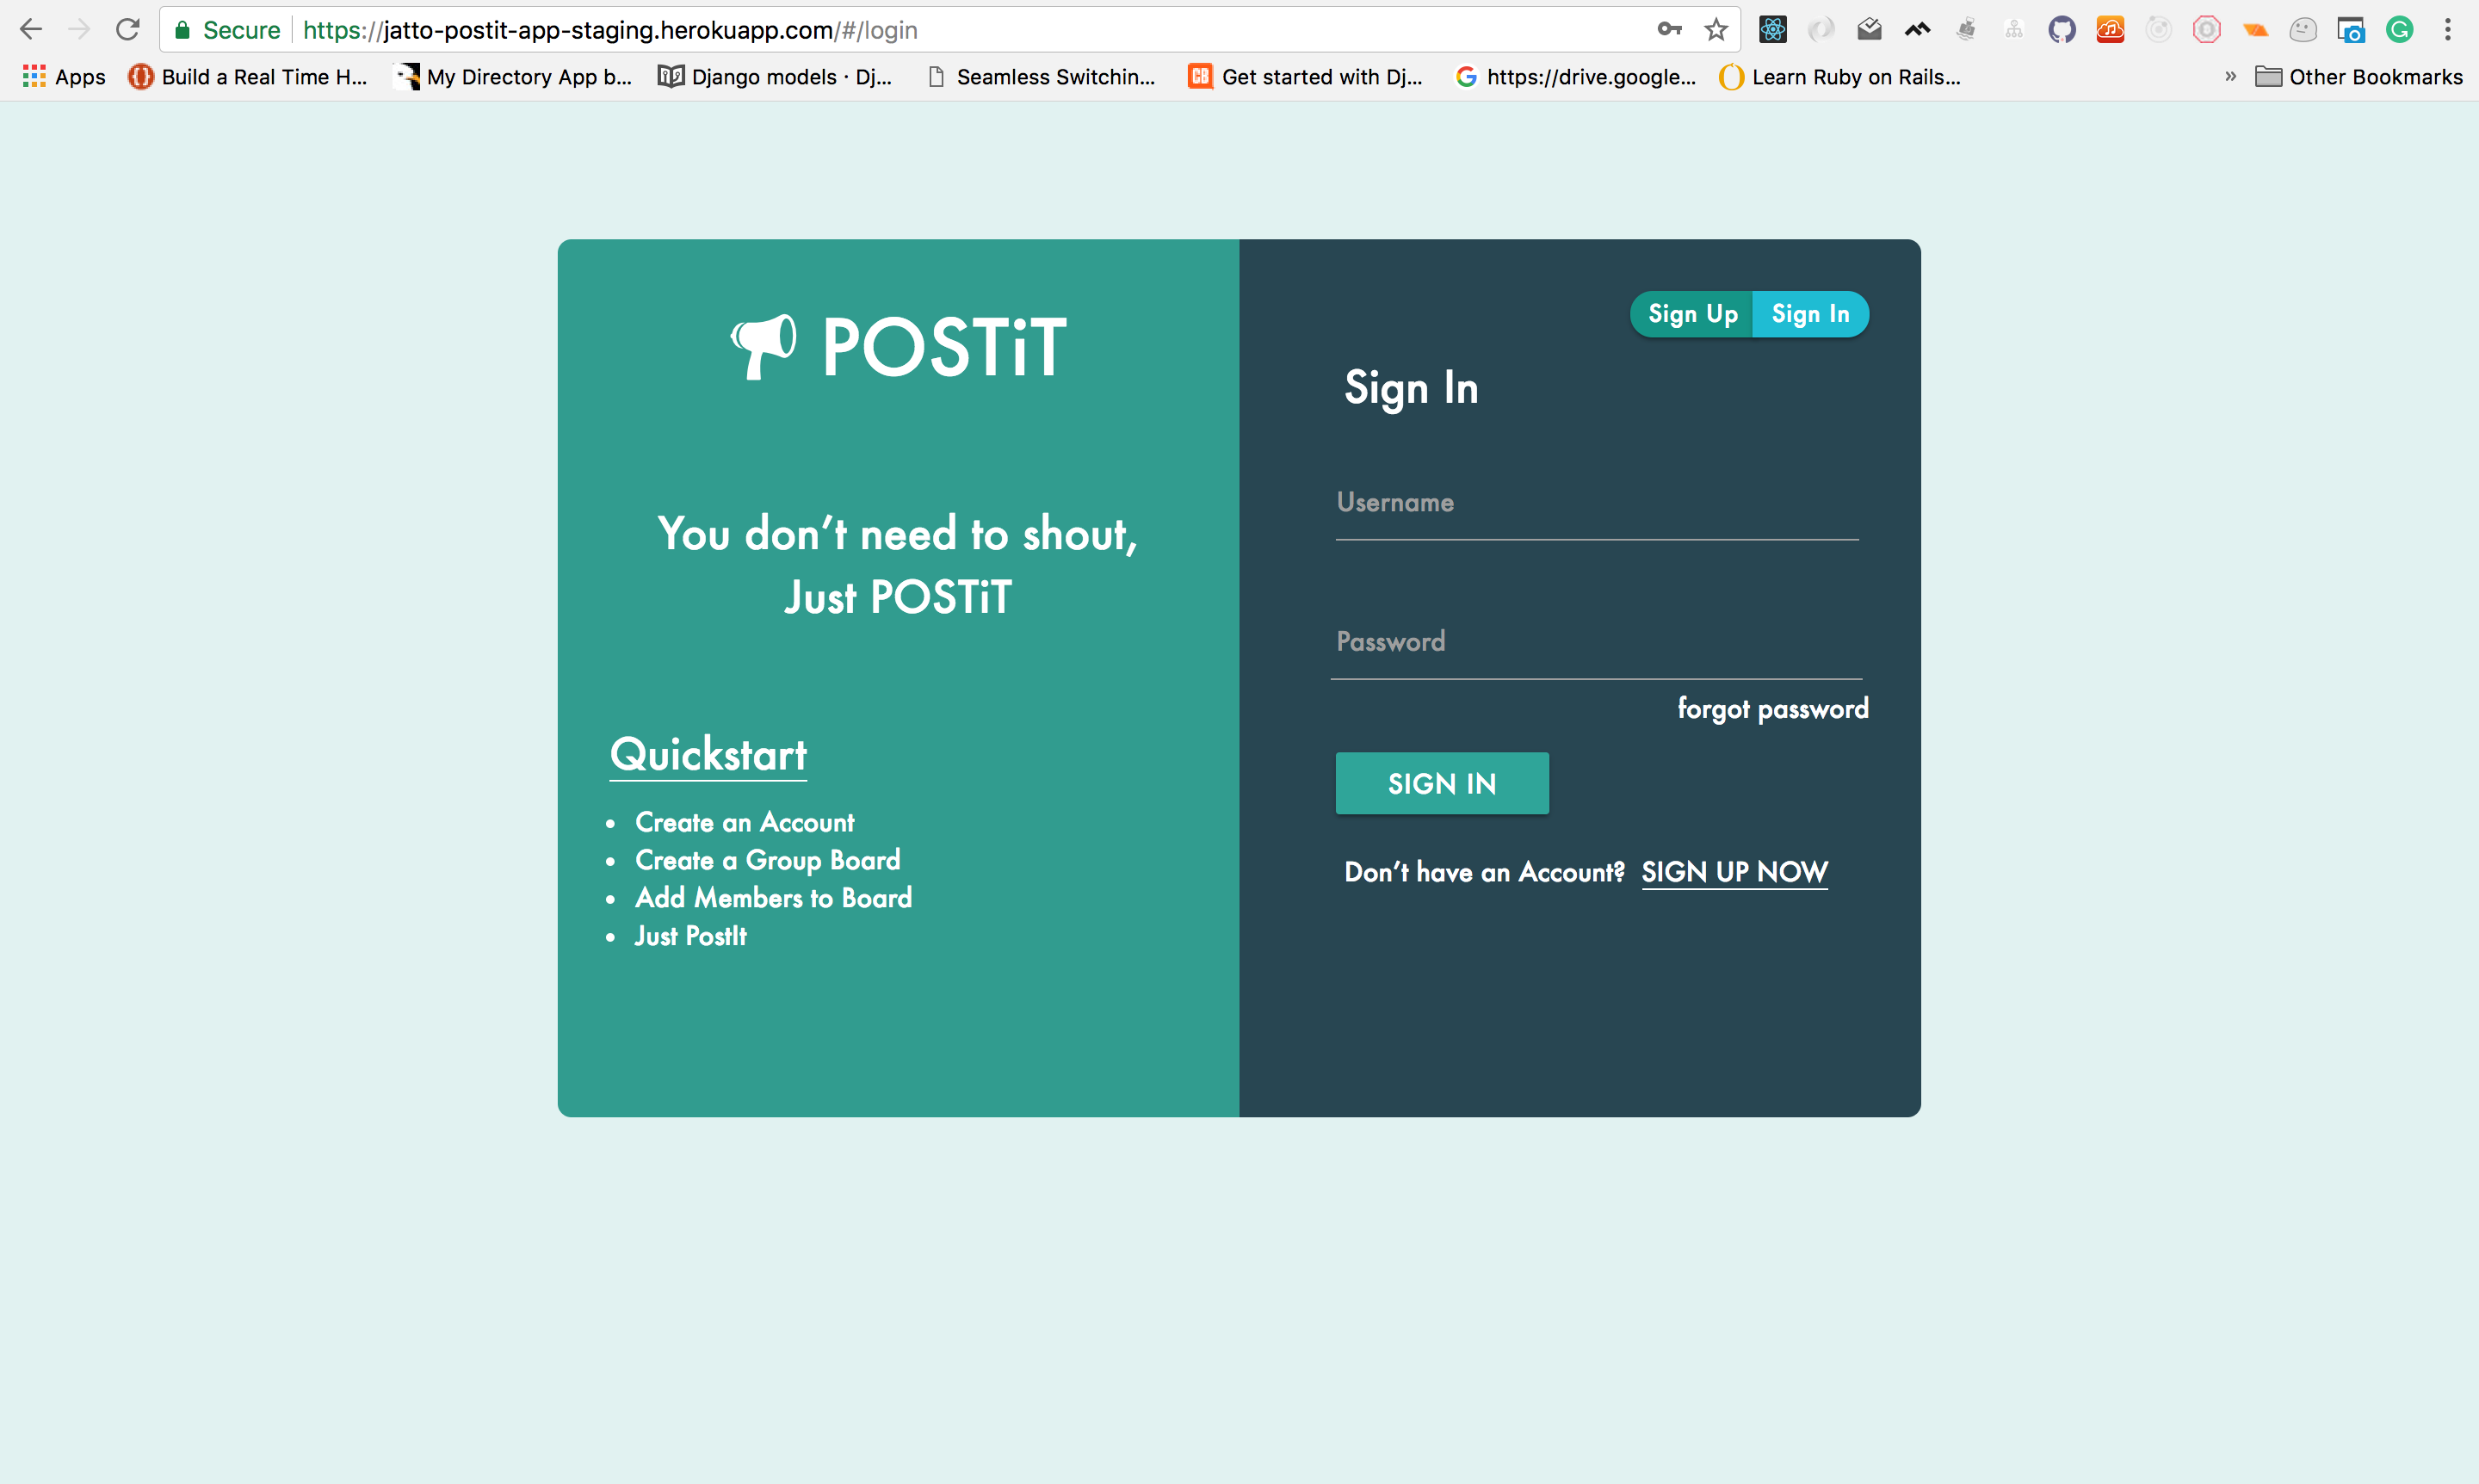 Secure https://jatto-postit-app-staging.herokuapp.com/#/login
Apps Build a Real Time H... My Directory App b... Django models · Dj... Seamless Switchin... Get started with Dj... https://drive.google... Learn Ruby on Rails... » Other Bookmarks
POSTiT
You don't need to shout,
Just POSTiT
Quickstart
• Create an Account
• Create a Group Board
• Add Members to Board
• Just PostIt
Sign Up Sign In
Sign In
Username
Password
forgot password
SIGN IN
Don't have an Account? SIGN UP NOW